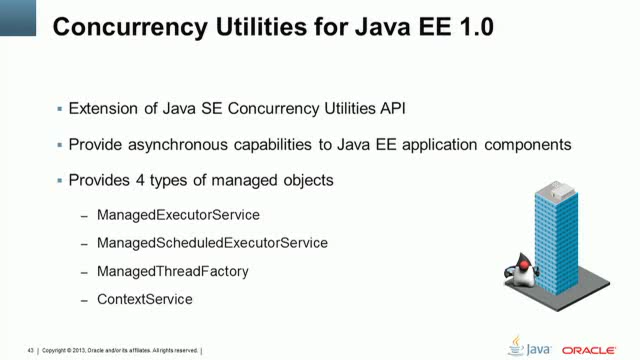 Concurrency Utilities for Java EE 1.0
▪ Extension of Java SE Concurrency Utilities API
▪ Provide asynchronous capabilities to Java EE application components
▪ Provides 4 types of managed objects
– ManagedExecutorService
– ManagedScheduledExecutorService
– ManagedThreadFactory
– ContextService
43 | Copyright © 2013, Oracle and/or its affiliates. All rights reserved. |
Java ORACLE